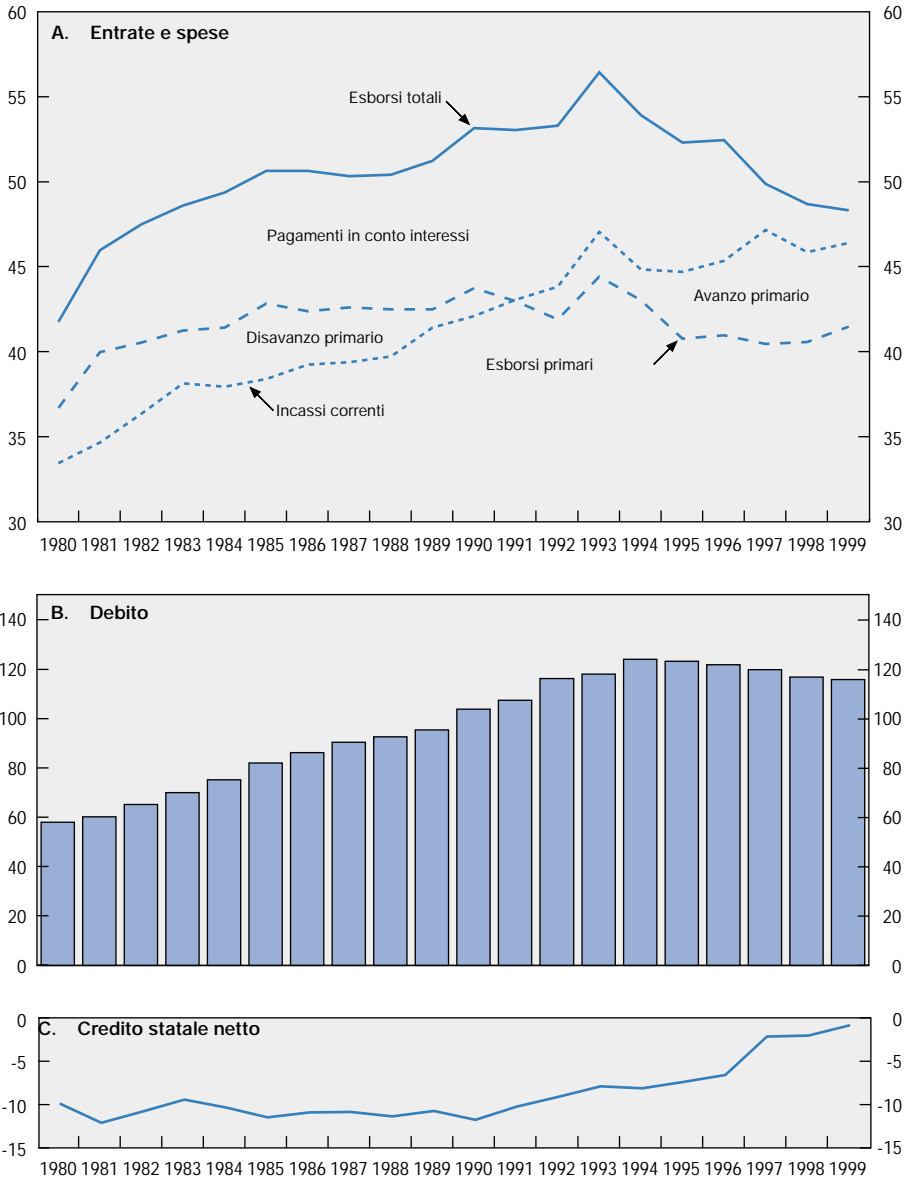 A. Entrate e spese
60 60
55 55
50 50
45 45
40 40
35 35
30 30
Esborsi totali
Pagamenti in conto interessi
Avanzo primario
Disavanzo primario
Esborsi primari
Incassi correnti
1980 1981 1982 1983 1984 1985 1986 1987 1988 1989 1990 1991 1992 1993 1994 1995 1996 1997 1998 1999
B. Debito
140 140
120 120
100 100
80 80
60 60
40 40
20 20
0 0
C. Credito statale netto
0 0
-5 -5
-10 -10
-15 -15
1980 1981 1982 1983 1984 1985 1986 1987 1988 1989 1990 1991 1992 1993 1994 1995 1996 1997 1998 1999